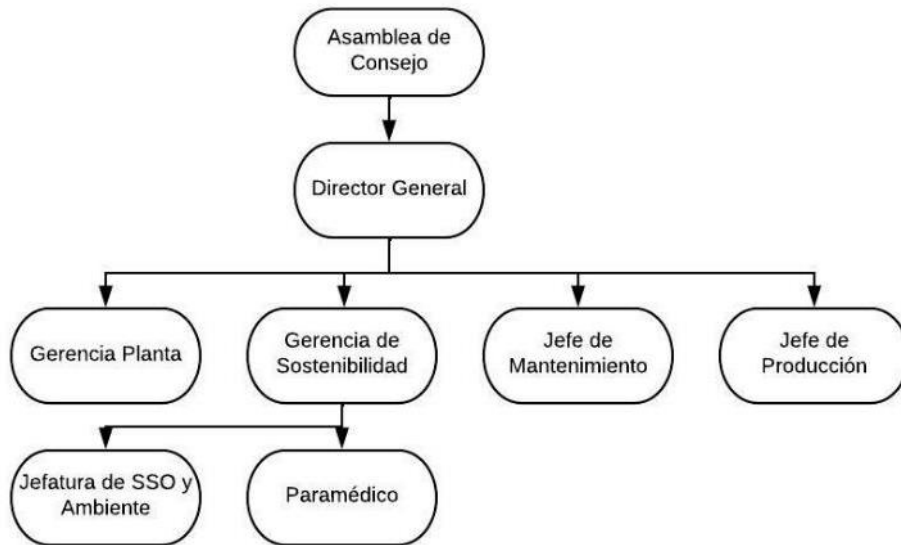 Asamblea de
Consejo
Director General
Gerencia Planta
Gerencia de
Sostenibilidad
Jefe de
Mantenimiento
Jefe de
Producción
Jefatura de SSO y
Ambiente
Paramédico